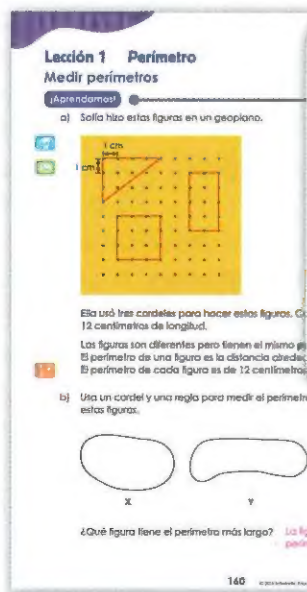 Lección 1 Perímetro
Medir perímetros
¡Aprendamos!
a) Sofía hizo estas figuras en un geoplano.
1 cm
1 cm
Ella usó tres cordeles para hacer estas figuras.
12 centímetros de longitud.
Las figuras son diferentes pero tienen el mismo
El perímetro de una figura es la distancia
El perímetro de cada figura es de 12 centímetros
b) Usa un cordel y una regla para medir el perímetro
estas figuras.
X Y
¿Qué figura tiene el perímetro más largo? La
160